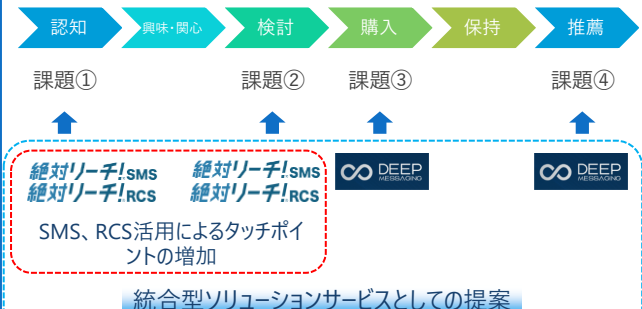 認知 興味・関心 検討 購入 保持 推薦
課題① 課題② 課題③ 課題④
絶対リーチ!SMS 絶対リーチ!SMS DEEP MESSAGING DEEP MESSAGING
絶対リーチ!RCS 絶対リーチ!RCS
SMS、RCS活用によるタッチポイ
ントの増加
統合型ソリューションサービスとしての提案